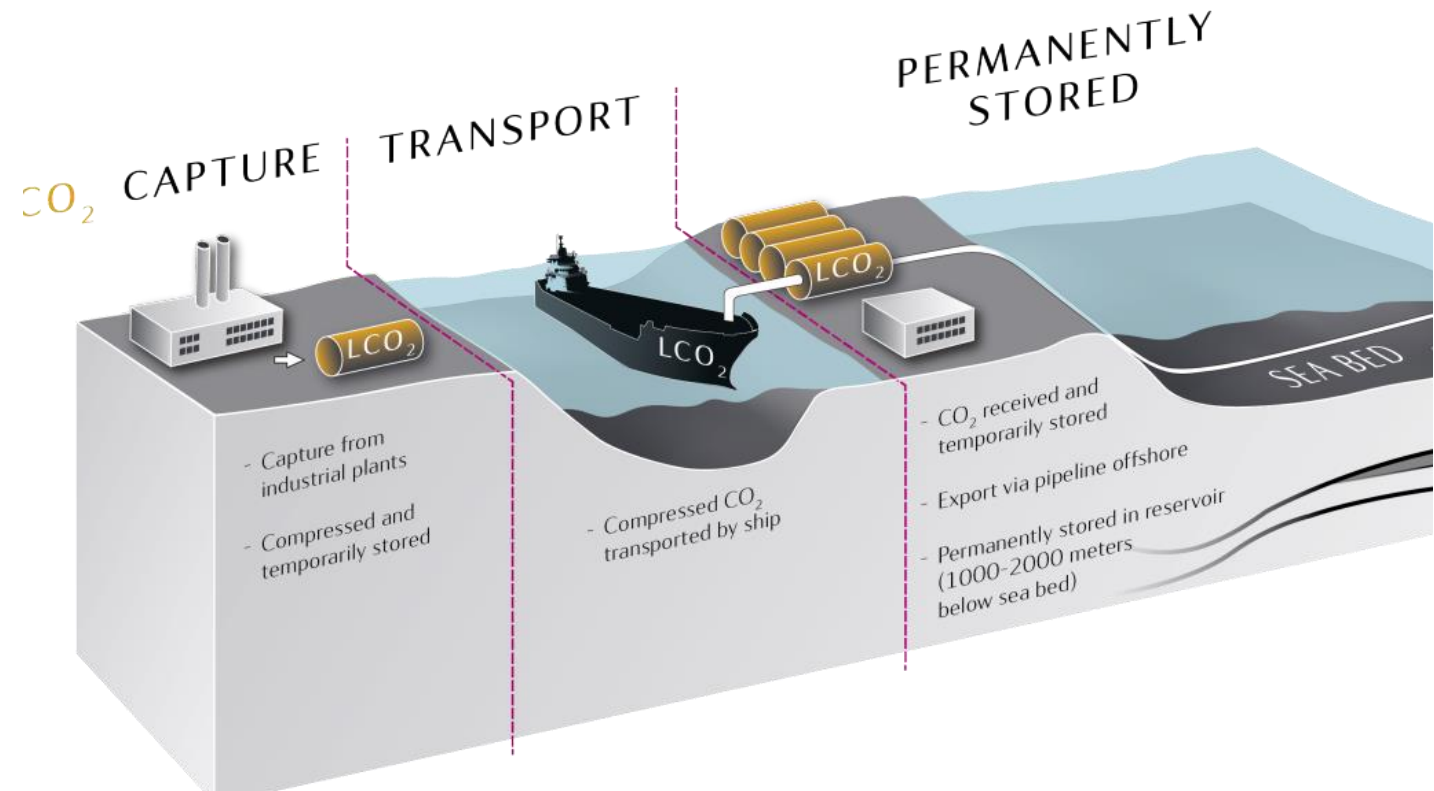 CO₂ CAPTURE
TRANSPORT
PERMANENTLY
STORED
LCO₂
LCO₂
LCO₂
SEA BED
- Capture from
industrial plants
- Compressed and
temporarily stored
- Compressed CO₂
transported by ship
- CO₂ received and
temporarily stored
- Export via pipeline offshore
- Permanently stored in reservoir
(1000-2000 meters
below sea bed)